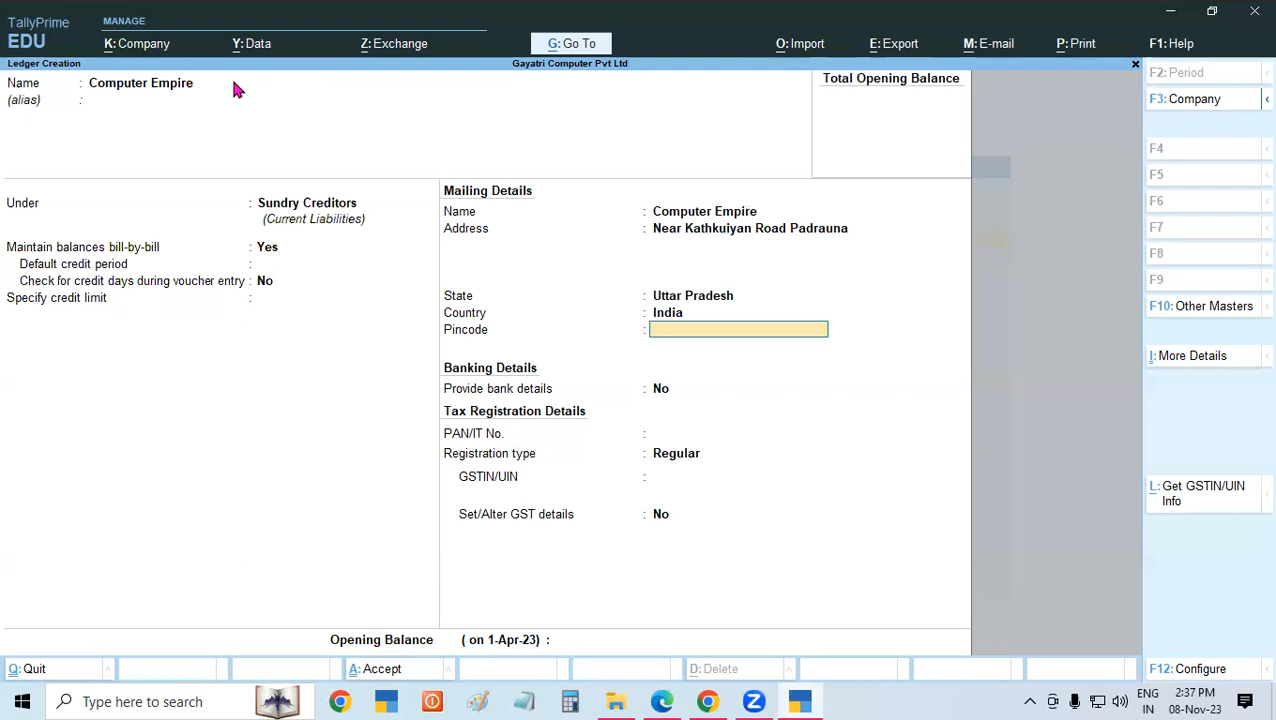 TallyPrime
EDU
MANAGE
K: Company
Y: Data
Z: Exchange
G: Go To
O: Import
E: Export
M: E-mail
P: Print
F1: Help
Ledger Creation
Gayatri Computer Pvt Ltd
Name : Computer Empire
(alias) :
Total Opening Balance
Under : Sundry Creditors
(Current Liabilities)
Maintain balances bill-by-bill : Yes
Default credit period :
Check for credit days during voucher entry : No
Specify credit limit :
Mailing Details
Name : Computer Empire
Address : Near Kathkuiyan Road Padrauna
State : Uttar Pradesh
Country : India
Pincode :
Banking Details
Provide bank details : No
Tax Registration Details
PAN/IT No. :
Registration type : Regular
GSTIN/UIN :
Set/Alter GST details : No
Opening Balance ( on 1-Apr-23) :
F2: Period
F3: Company
F4
F5
F6
F7
F8
F9
F10: Other Masters
I: More Details
L: Get GSTIN/UIN
Info
Q: Quit
A: Accept
D: Delete
F12: Configure
Type here to search
ENG
IN
2:37 PM
08-Nov-23